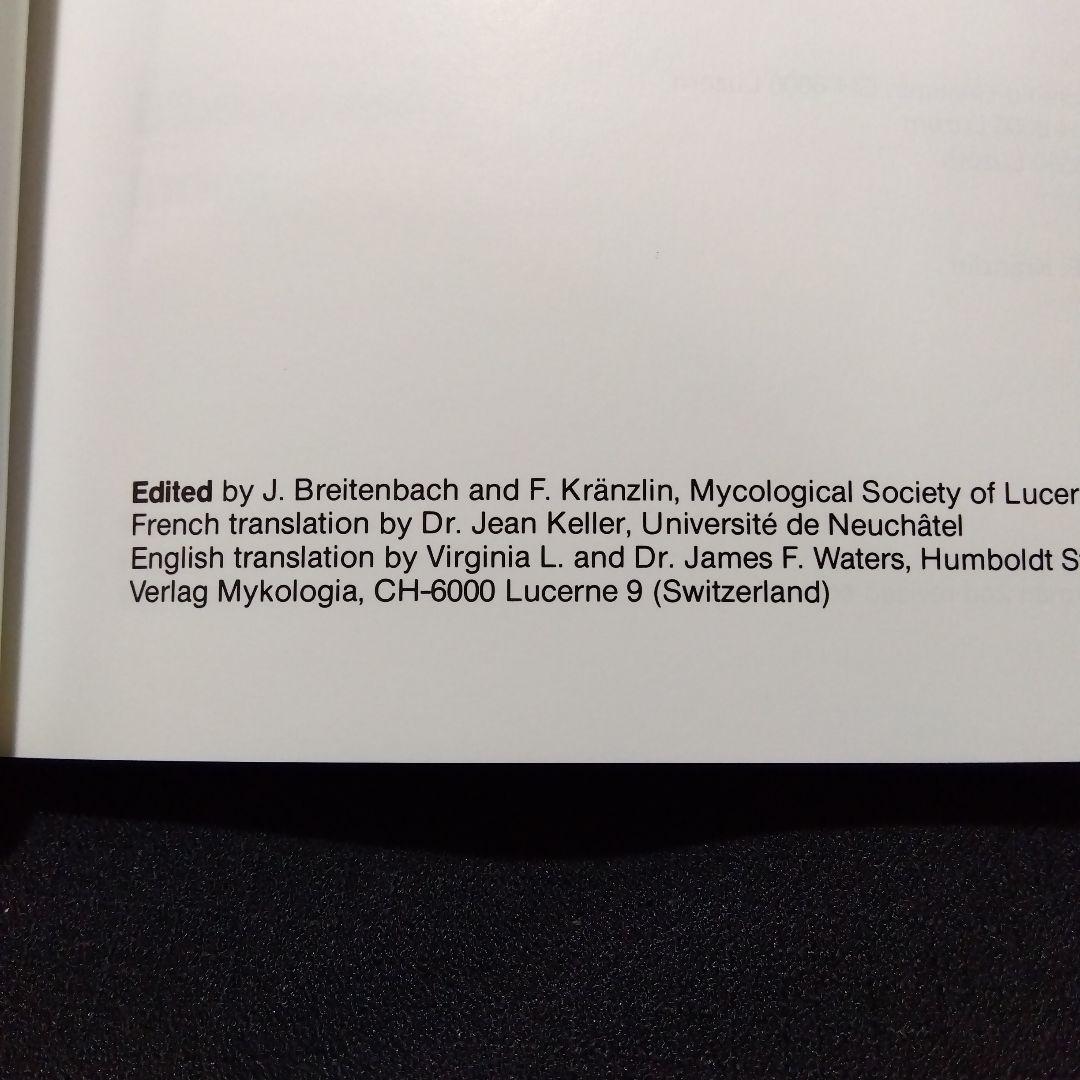 Edited by J. Breitenbach and F. Kränzlin, Mycological Society of Lucer
French translation by Dr. Jean Keller, Université de Neuchâtel
English translation by Virginia L. and Dr. James F. Waters, Humboldt S
Verlag Mykologia, CH-6000 Lucerne 9 (Switzerland)